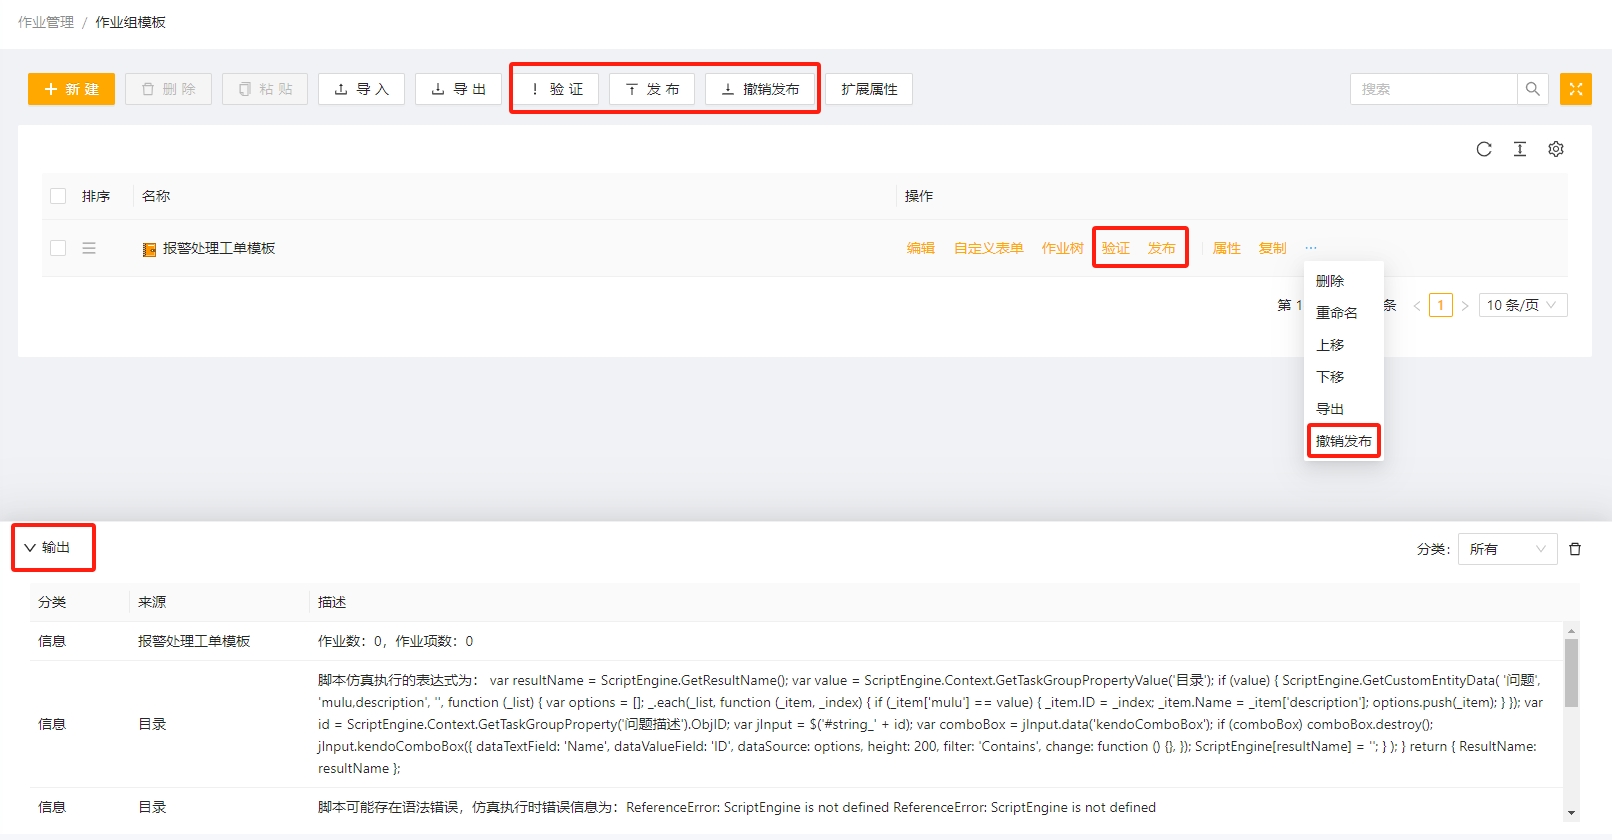 作业管理 / 作业组模板
新 建 删 除 粘 贴 导 入 导 出 验 证 发 布 撤销发布 扩展属性 搜索
排序 名称 操作
报警处理工单模板 编辑 自定义表单 作业树 验证 发布 属性 复制 ...
删除
第 1 条 < 1 > 10 条/页
重命名
上移
下移
导出
撤销发布
输出 分类: 所有
分类 来源 描述
信息 报警处理工单模板 作业数：0，作业项数：0
脚本仿真执行的表达式为： var resultName = ScriptEngine.GetResultName(); var value = ScriptEngine.Context.GetTaskGroupPropertyValue('目录'); if (value) { ScriptEngine.GetCustomEntityData( '问题',
'mulu,description', '', function (_list) { var options = []; _.each(_list, function (_item, _index) { if (_item['mulu'] == value) { _item.ID = _index; _item.Name = _item['description']; options.push(_item); } }); var
信息 目录 id = ScriptEngine.Context.GetTaskGroupProperty('问题描述').ObjID; var jInput = $('#string_' + id); var comboBox = jInput.data('kendoComboBox'); if (comboBox) comboBox.destroy();
jInput.kendoComboBox({ dataTextField: 'Name', dataValueField: 'ID', dataSource: options, height: 200, filter: 'Contains', change: function () {}, }); ScriptEngine[resultName] = ''; } ); } return { ResultName:
resultName };
信息 目录 脚本可能存在语法错误，仿真执行时错误信息为：ReferenceError: ScriptEngine is not defined ReferenceError: ScriptEngine is not defined